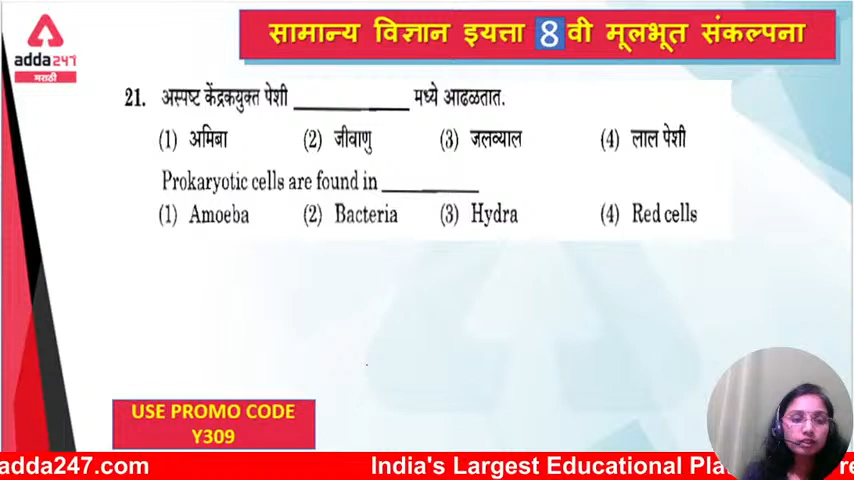 सामान्य विज्ञान इयत्ता 8 वी मूलभूत संकल्पना
adda247
मराठी
21. अस्पष्ट केंद्रकयुक्त पेशी __________ मध्ये आढळतात.
(1) अमिबा (2) जीवाणु (3) जलव्याल (4) लाल पेशी
Prokaryotic cells are found in __________
(1) Amoeba (2) Bacteria (3) Hydra (4) Red cells
USE PROMO CODE
Y309
adda247.com India's Largest Educational Pla